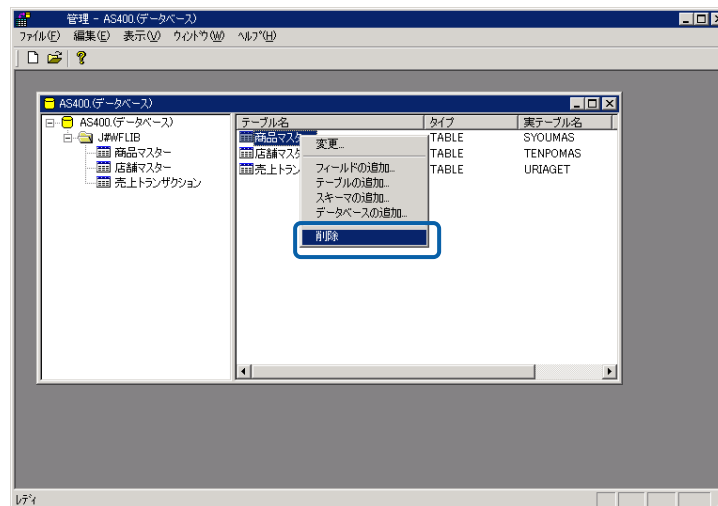 管理 - AS400.(データベース)
ファイル(F) 編集(E) 表示(V) ウィンドウ(W) ヘルプ(H)
AS400.(データベース)
AS400.(データベース)
J#WFLIB
商品マスター
店舗マスター
売上トランザクション
テーブル名 タイプ 実テーブル名
商品マスター TABLE SYOUMAS
店舗マスタ TABLE TENPOMAS
売上トラン TABLE URIAGET
変更...
フィールドの追加...
テーブルの追加...
スキーマの追加...
データベースの追加...
削除
レディ